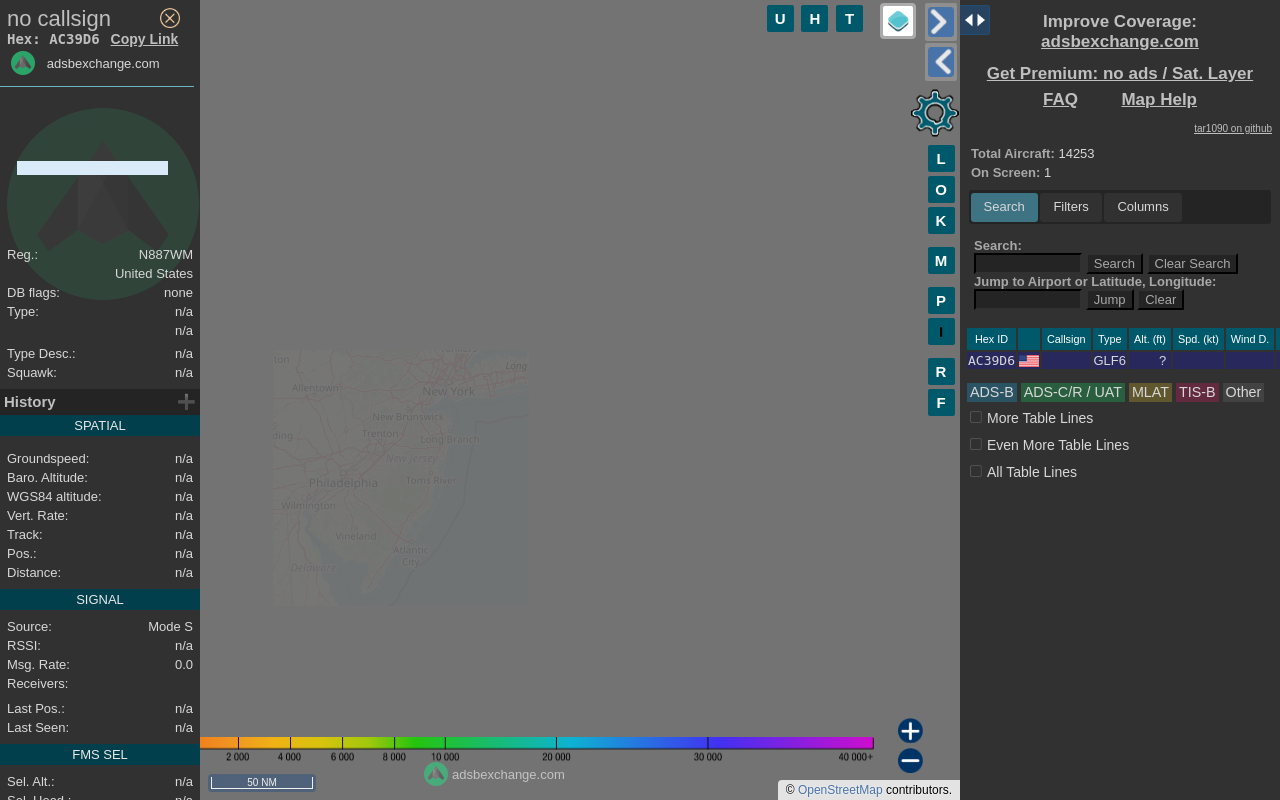 no callsign
Hex: AC39D6 Copy Link
adsbexchange.com
Reg.: N887WM
United States
DB flags: none
Type: n/a
n/a
Type Desc.: n/a
Squawk: n/a
History
SPATIAL
Groundspeed: n/a
Baro. Altitude: n/a
WGS84 altitude: n/a
Vert. Rate: n/a
Track: n/a
Pos.: n/a
Distance: n/a
SIGNAL
Source: Mode S
RSSI: n/a
Msg. Rate: 0.0
Receivers:
Last Pos.: n/a
Last Seen: n/a
FMS SEL
Sel. Alt.: n/a
Sel. Head.: n/a
U H T
L
O
K
M
P
I
R
F
ton
Long
Allentown
New York
New Brunswick
ding
Trenton
Long Branch
New Jersey
Philadelphia
Toms River
Wilmington
Vineland
Atlantic
City
Delaware
2 000 4 000 6 000 8 000 10 000 20 000 30 000 40 000+
adsbexchange.com
50 NM
© OpenStreetMap contributors.
Improve Coverage:
adsbexchange.com
Get Premium: no ads / Sat. Layer
FAQ Map Help
tar1090 on github
Total Aircraft: 14253
On Screen: 1
Search Filters Columns
Search:
Search Clear Search
Jump to Airport or Latitude, Longitude:
Jump Clear
Hex ID Callsign Type Alt. (ft) Spd. (kt) Wind D.
AC39D6 GLF6 ?
ADS-B ADS-C/R / UAT MLAT TIS-B Other
More Table Lines
Even More Table Lines
All Table Lines